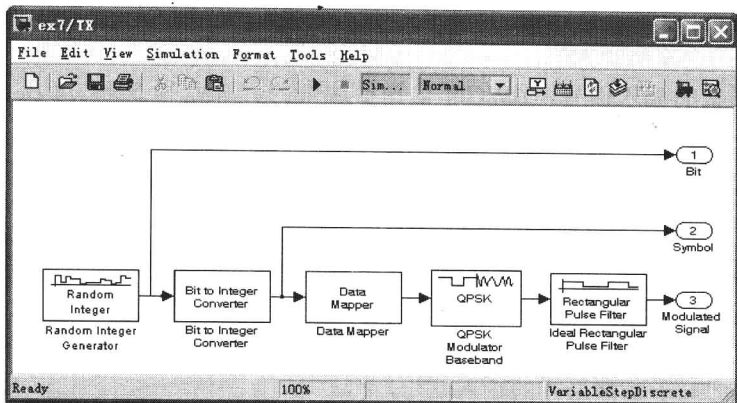 ex7/TX
File Edit View Simulation Format Tools Help
Sim... Normal
1
Bit
2
Symbol
Random
Integer
Random Integer
Generator
Bit to Integer
Converter
Bit to Integer
Converter
Data
Mapper
Data Mapper
QPSK
QPSK
Modulator
Baseband
Rectangular
Pulse Filter
Ideal Rectangular
Pulse Filter
3
Modulated
Signal
Ready 100% VariableStepDiscrete